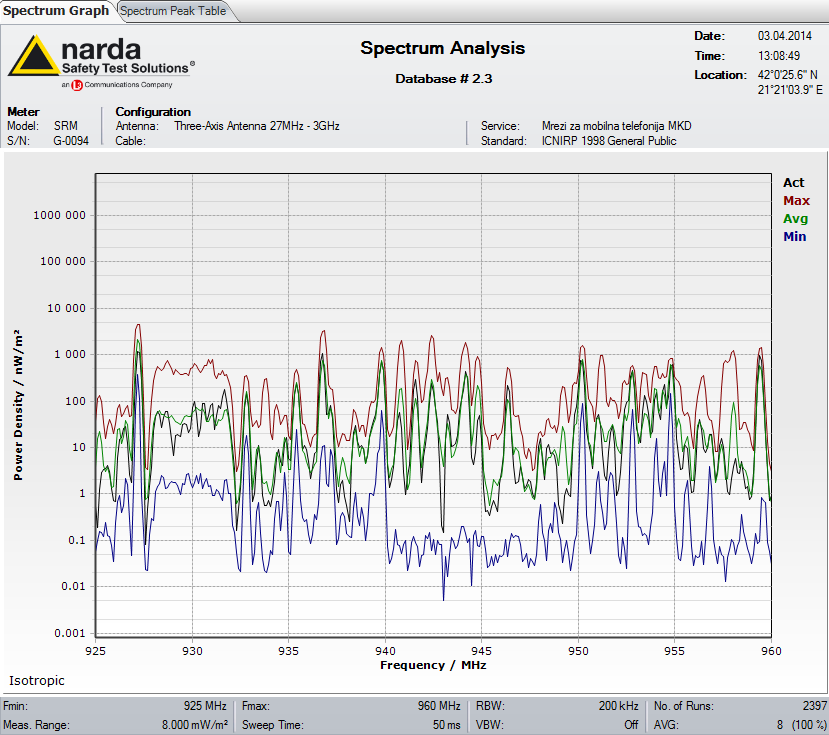 Spectrum Graph Spectrum Peak Table
narda
Safety Test Solutions®
an L3 Communications Company
Spectrum Analysis
Database # 2.3
Date: 03.04.2014
Time: 13:08:49
Location: 42°0'25.6" N
21°21'03.9" E
Meter
Model: SRM
S/N: G-0094
Configuration
Antenna: Three-Axis Antenna 27MHz - 3GHz
Cable:
Service: Mrezi za mobilna telefonija MKD
Standard: ICNIRP 1998 General Public
Act
Max
Avg
Min
Power Density / nW/m²
1000 000
100 000
10 000
1 000
100
10
1
0.1
0.01
0.001
925 930 935 940 945 950 955 960
Frequency / MHz
Isotropic
Fmin: 925 MHz Fmax: 960 MHz RBW: 200 kHz No. of Runs: 2397
Meas. Range: 8.000 mW/m² Sweep Time: 50 ms VBW: Off AVG: 8 (100 %)